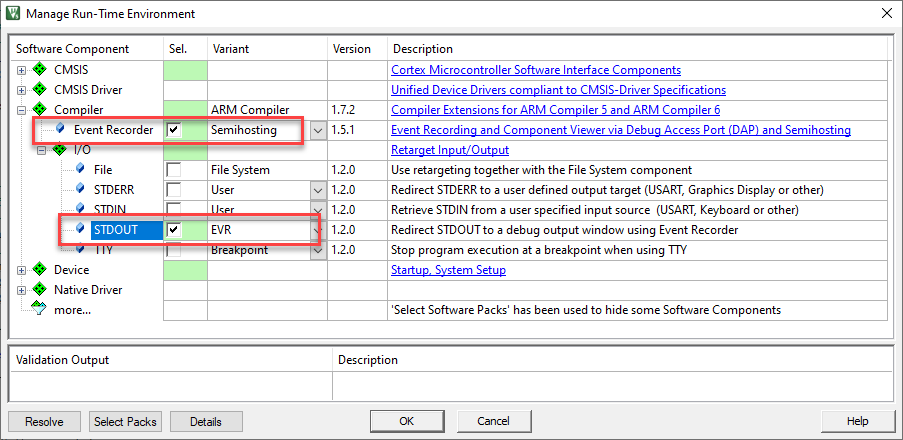 Manage Run-Time Environment
Software Component Sel. Variant Version Description
CMSIS Cortex Microcontroller Software Interface Components
CMSIS Driver Unified Device Drivers compliant to CMSIS-Driver Specifications
Compiler ARM Compiler 1.7.2 Compiler Extensions for ARM Compiler 5 and ARM Compiler 6
Event Recorder Semihosting 1.5.1 Event Recording and Component Viewer via Debug Access Port (DAP) and Semihosting
I/O Retarget Input/Output
File File System 1.2.0 Use retargeting together with the File System component
STDERR User 1.2.0 Redirect STDERR to a user defined output target (USART, Graphics Display or other)
STDIN User 1.2.0 Retrieve STDIN from a user specified input source (USART, Keyboard or other)
STDOUT EVR 1.2.0 Redirect STDOUT to a debug output window using Event Recorder
TTY Breakpoint 1.2.0 Stop program execution at a breakpoint when using TTY
Device Startup, System Setup
Native Driver
more... 'Select Software Packs' has been used to hide some Software Components
Validation Output Description
Resolve Select Packs Details OK Cancel Help